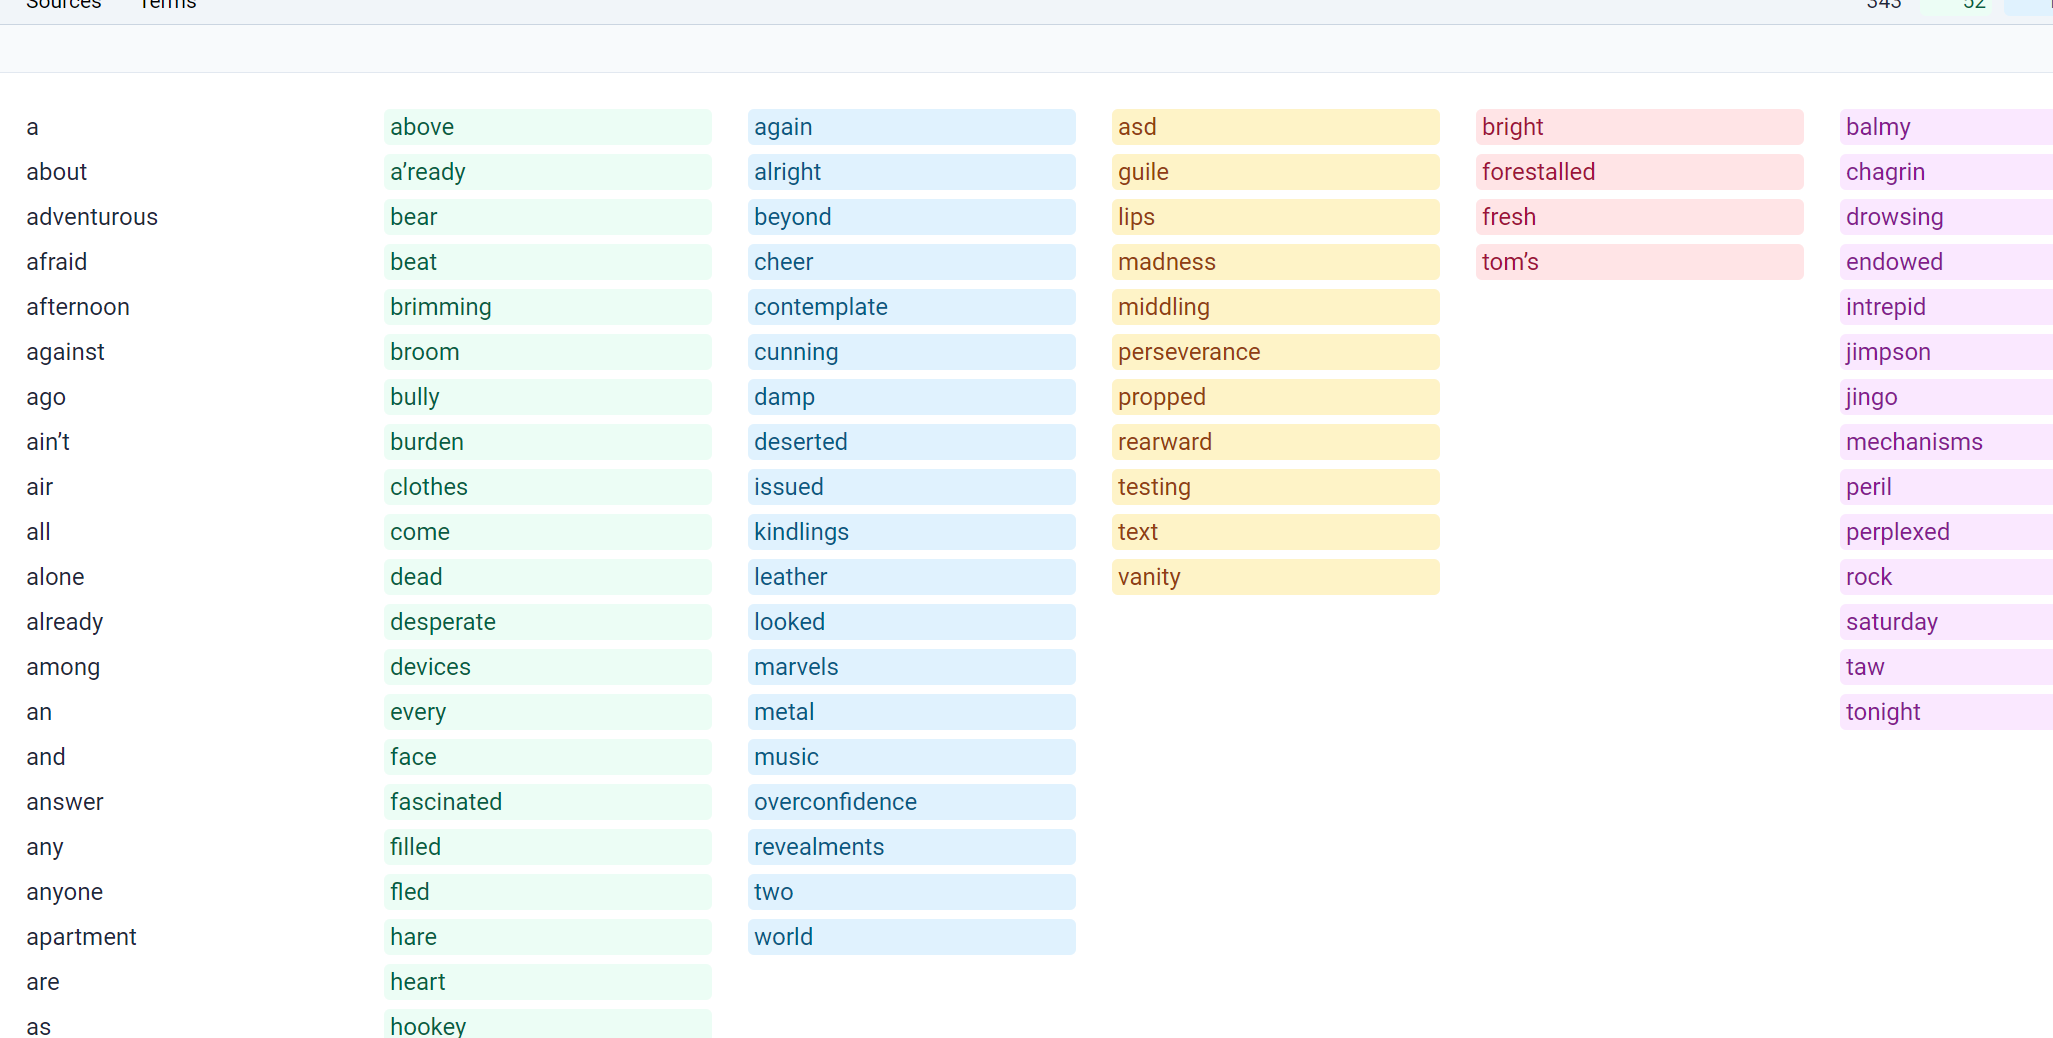 Sources Terms 343 52
a above again asd bright balmy
about a’ready alright guile forestalled chagrin
adventurous bear beyond lips fresh drowsing
afraid beat cheer madness tom’s endowed
afternoon brimming contemplate middling intrepid
against broom cunning perseverance jimpson
ago bully damp propped jingo
ain’t burden deserted rearward mechanisms
air clothes issued testing peril
all come kindlings text perplexed
alone dead leather vanity rock
already desperate looked saturday
among devices marvels taw
an every metal tonight
and face music
answer fascinated overconfidence
any filled revealments
anyone fled two
apartment hare world
are heart
as hookey